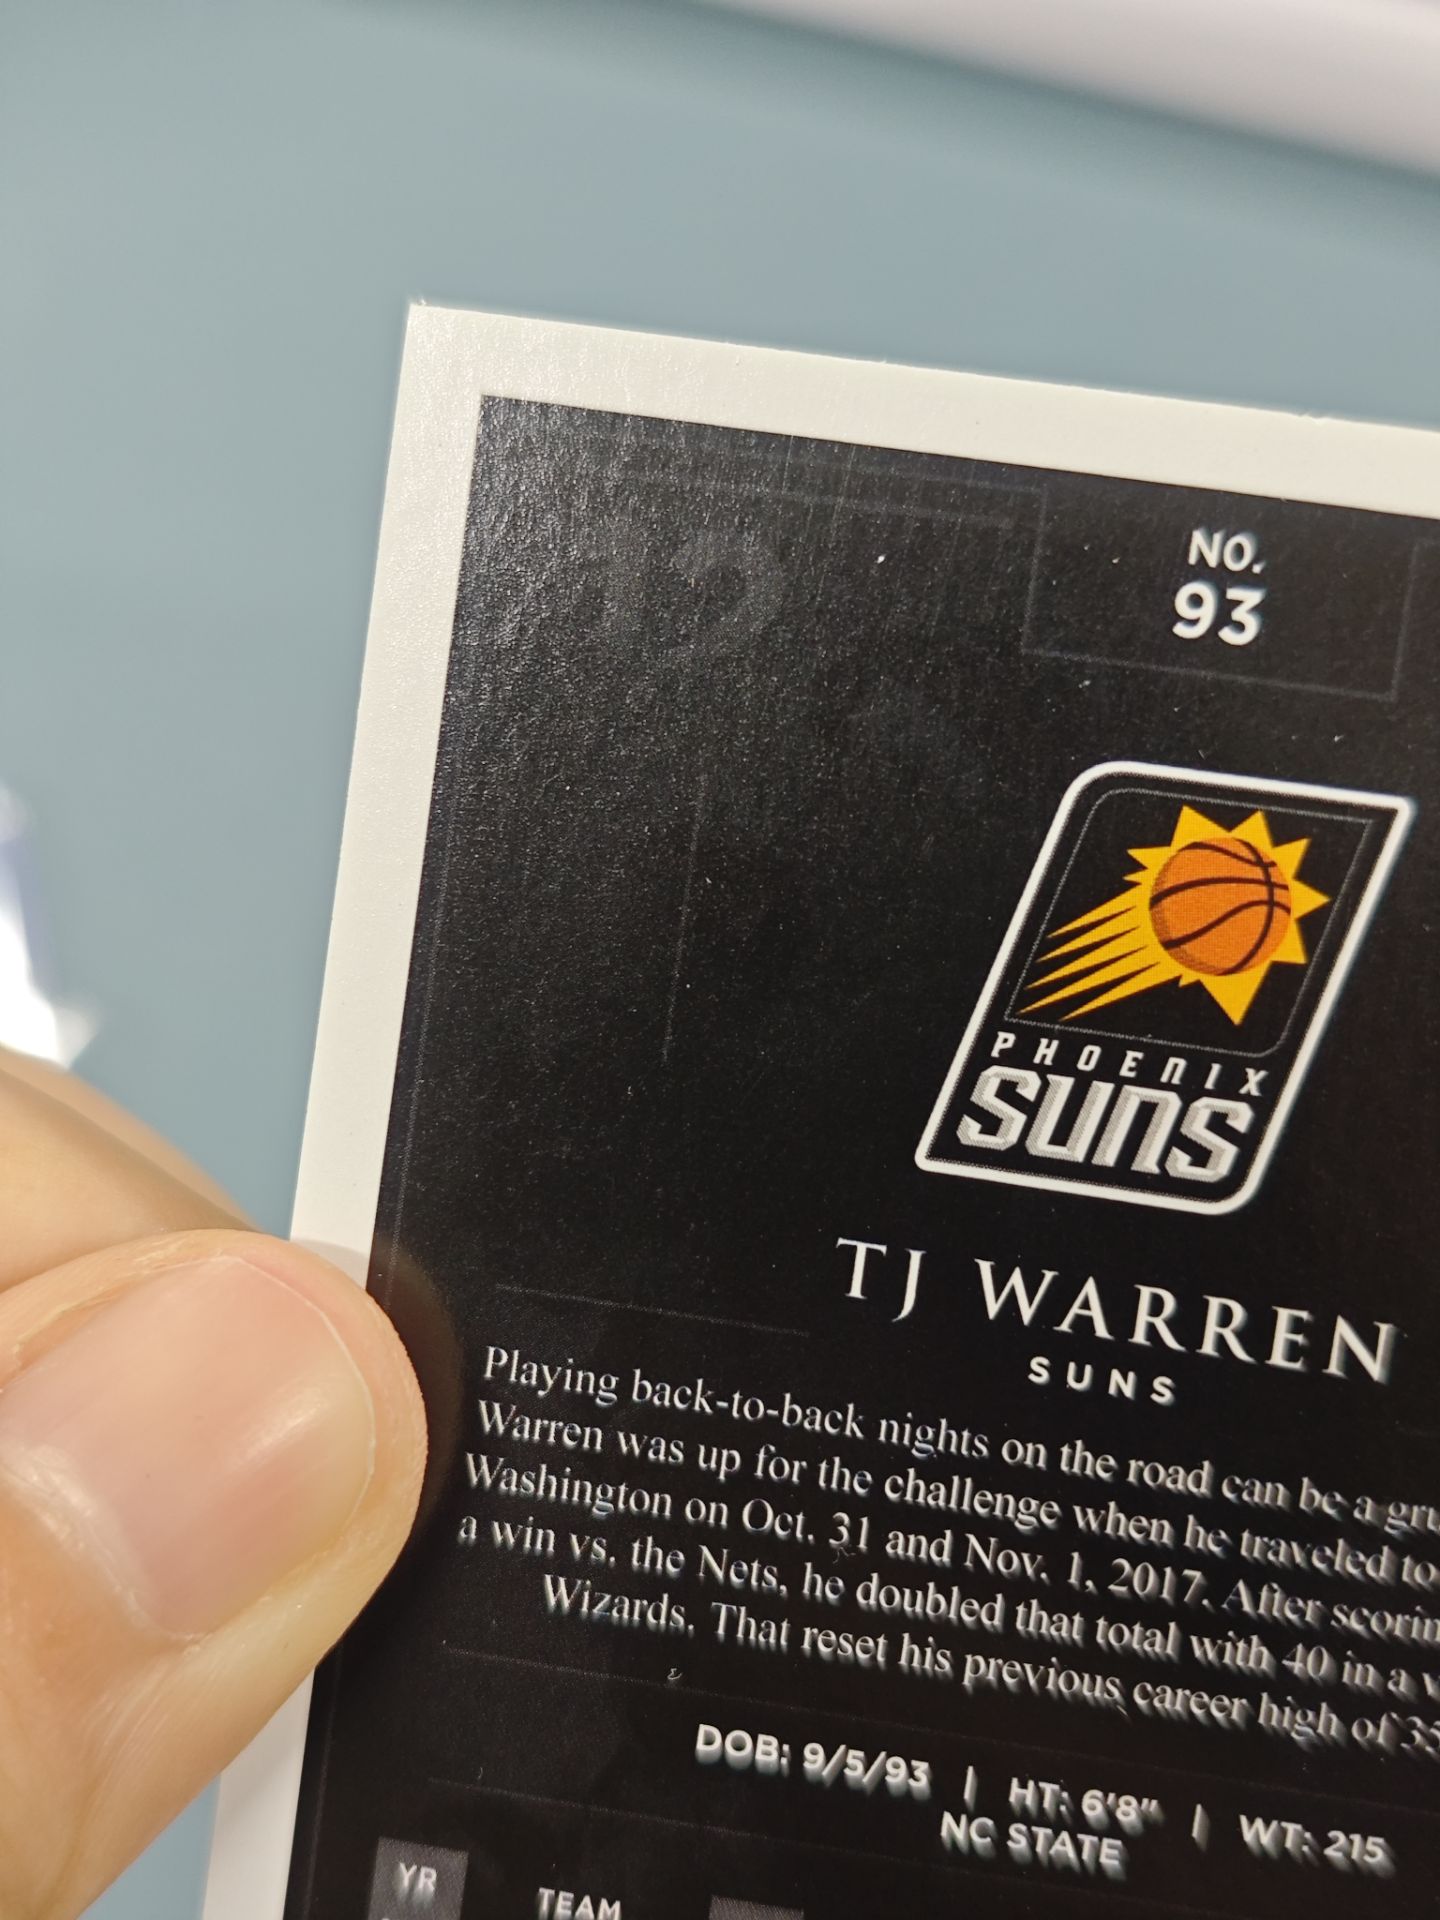 NO.
93
PHOENIX
SUNS
TJ WARREN
SUNS
Playing back-to-back nights on the road can be a
Warren was up for the challenge when he traveled to
Washington on Oct. 31 and Nov. 1, 2017. After
a win vs. the Nets, he doubled that total with 40 in a
Wizards. That reset his previous career high of 35
DOB: 9/5/93 | HT: 6'8" | WT: 215
NC STATE
YR TEAM